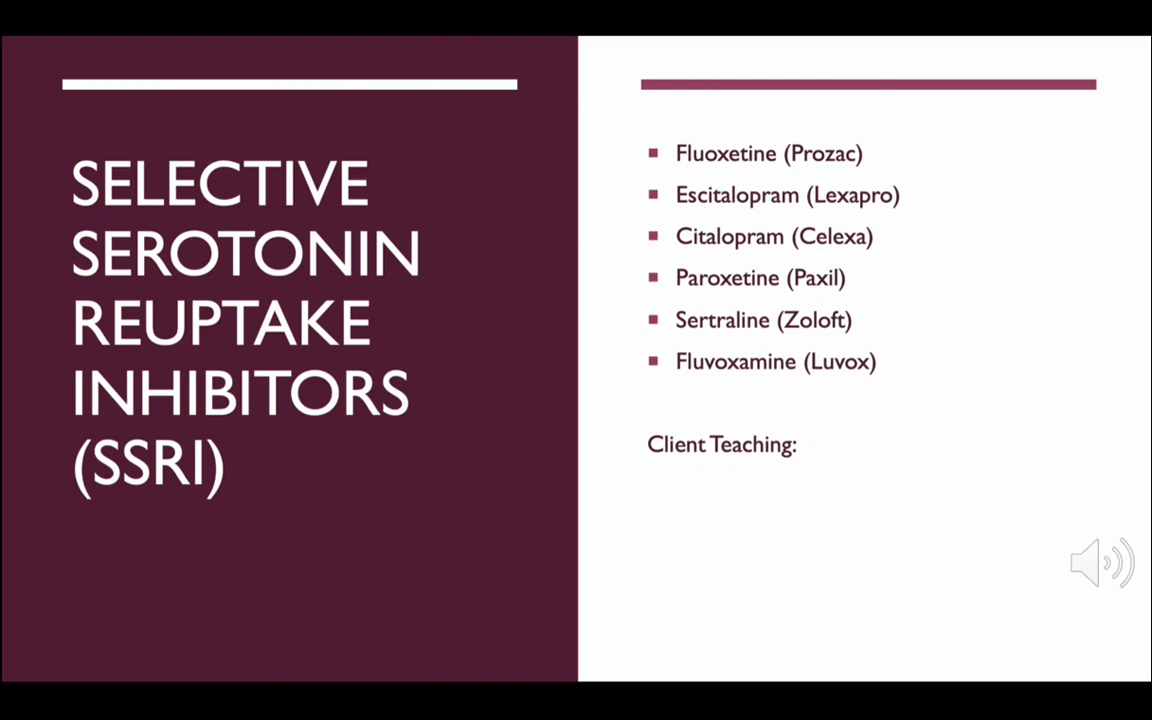 SELECTIVE
SEROTONIN
REUPTAKE
INHIBITORS
(SSRI)
Fluoxetine (Prozac)
Escitalopram (Lexapro)
Citalopram (Celexa)
Paroxetine (Paxil)
Sertraline (Zoloft)
Fluvoxamine (Luvox)
Client Teaching: